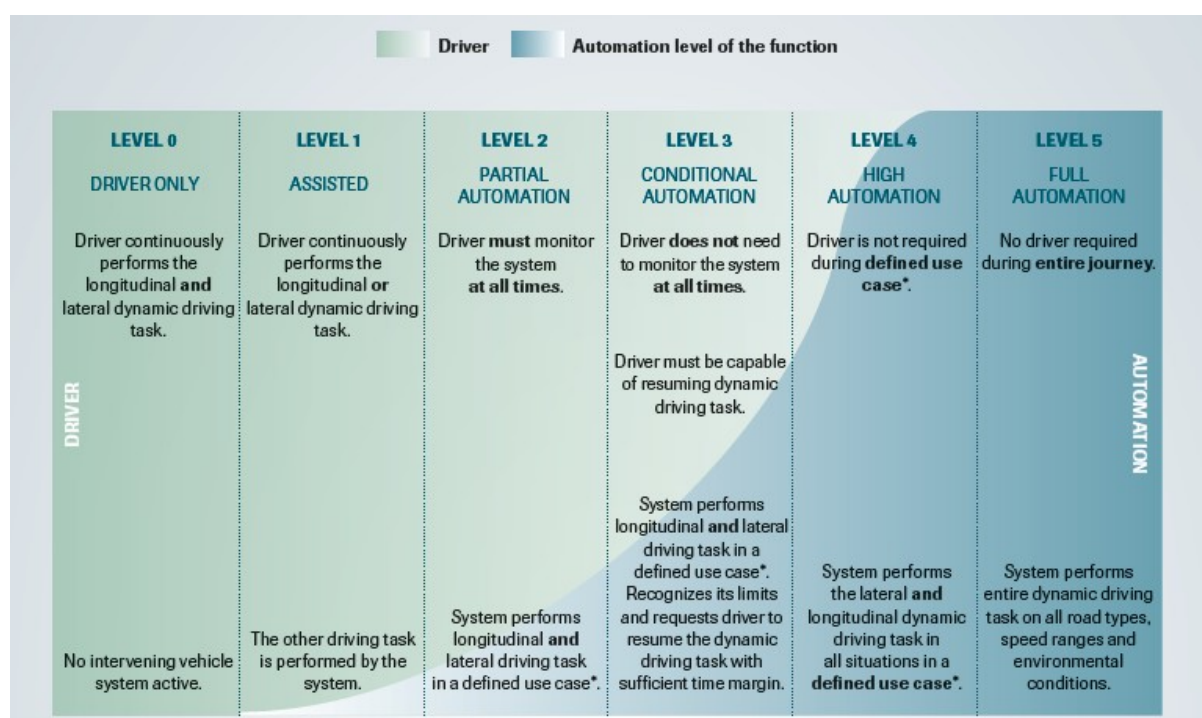 Driver
Automation level of the function
LEVEL 0
DRIVER ONLY
Driver continuously
performs the
longitudinal and
lateral dynamic driving
task.
No intervening vehicle
system active.
LEVEL 1
ASSISTED
Driver continuously
performs the
longitudinal or
lateral dynamic driving
task.
The other driving task
is performed by the
system.
LEVEL 2
PARTIAL
AUTOMATION
Driver must monitor
the system
at all times.
System performs
longitudinal and
lateral driving task
in a defined use case*.
LEVEL 3
CONDITIONAL
AUTOMATION
Driver does not need
to monitor the system
at all times.
Driver must be capable
of resuming dynamic
driving task.
System performs
longitudinal and lateral
driving task in a
defined use case*.
Recognizes its limits
and requests driver to
resume the dynamic
driving task with
sufficient time margin.
LEVEL 4
HIGH
AUTOMATION
Driver is not required
during defined use
case*.
System performs
the lateral and
longitudinal dynamic
driving task in
all situations in a
defined use case*.
LEVEL 5
FULL
AUTOMATION
No driver required
during entire journey.
System performs
entire dynamic driving
task on all road types,
speed ranges and
environmental
conditions.
DRIVER
AUTOMATION